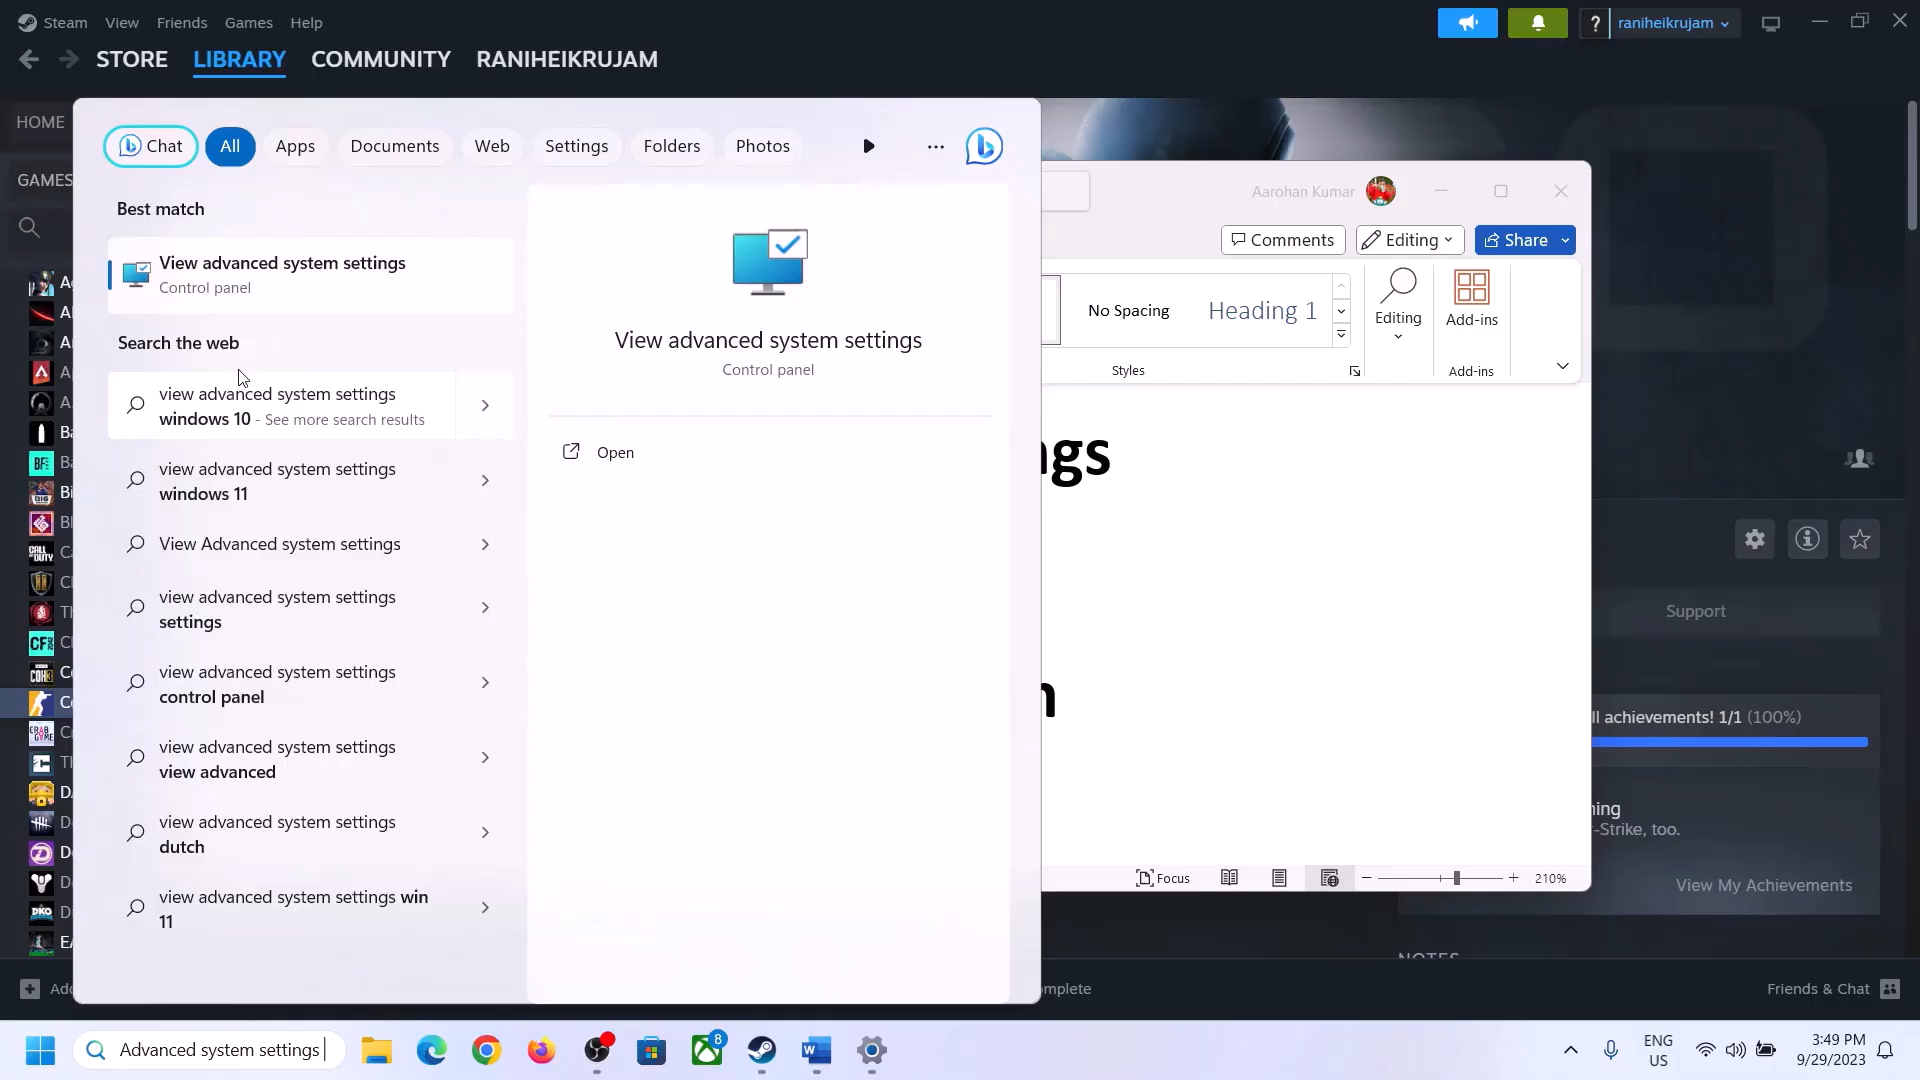 Steam View Friends Games Help
? raniheikrujam
STORE LIBRARY COMMUNITY RANIHEIKRUJAM
HOME
GAMES
Chat All Apps Documents Web Settings Folders Photos ...
Best match
View advanced system settings
Control panel
Search the web
view advanced system settings
windows 10 - See more search results
view advanced system settings
windows 11
View Advanced system settings
view advanced system settings
settings
view advanced system settings
control panel
view advanced system settings
view advanced
view advanced system settings
dutch
view advanced system settings win
11
View advanced system settings
Control panel
Open
Aarohan Kumar
Comments Editing Share
No Spacing Heading 1
Editing
Add-ins
Styles
Add-ins
ngs
Focus
210%
Support
ll achievements! 1/1 (100%)
-Strike, too.
View My Achievements
Friends & Chat
Advanced system settings
8
ENG
US
3:49 PM
9/29/2023